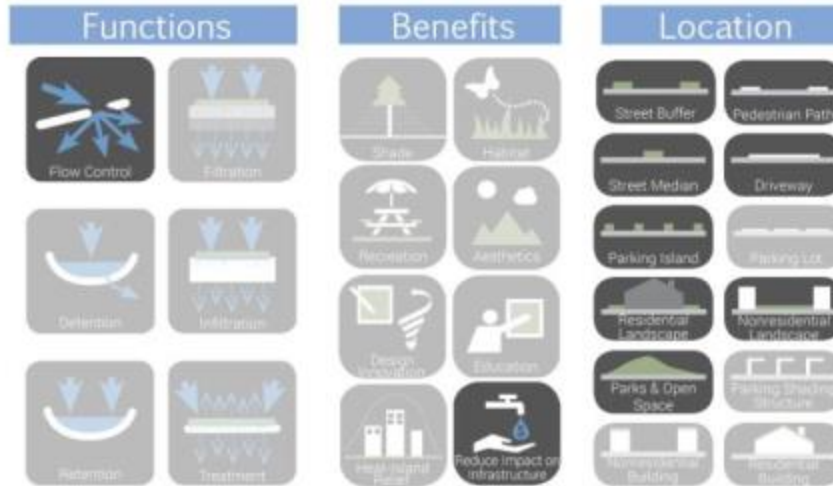 Functions
Benefits
Location
Flow Control
Filtration
Detention
Infiltration
Retention
Treatment
Shade
Habitat
Recreation
Aesthetics
Design
Innovation
Education
Heat Island
Relief
Reduce Impact on
Infrastructure
Street Buffer
Pedestrian Path
Street Median
Driveway
Parking Island
Parking Lot
Residential
Landscape
Nonresidential
Landscape
Parks & Open
Space
Parking Shading
Structure
Nonresidential
Building
Residential
Building